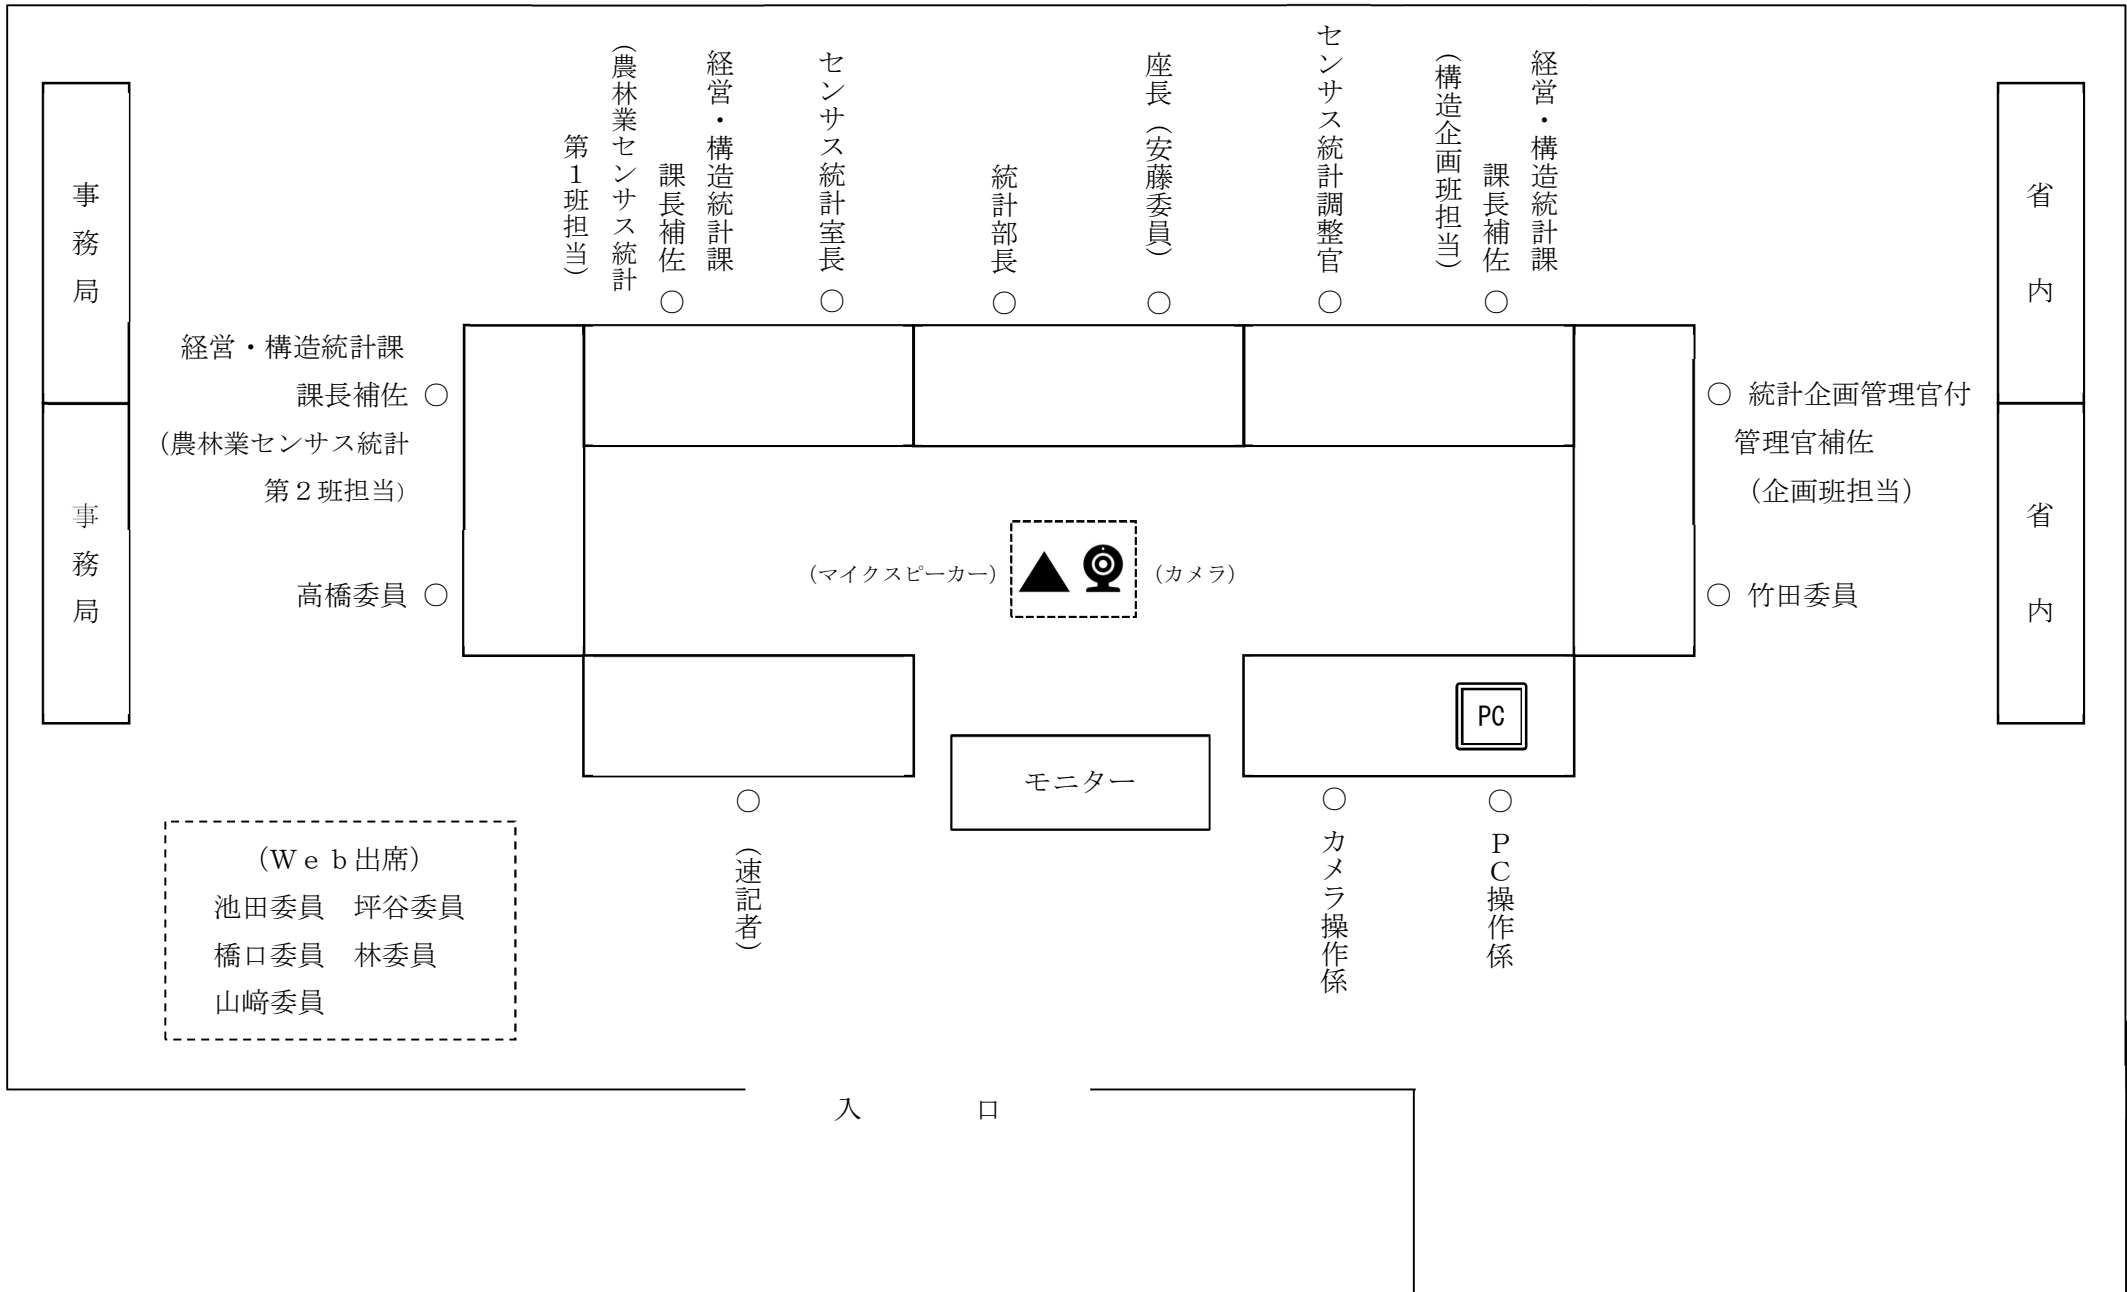 経営・構造統計課
課長補佐
（構造企画班担当）
センサス統計調整官
座長（安藤委員）
統計部長
センサス統計室長
経営・構造統計課
課長補佐
（農林業センサス統計
第１班担当）
事務局
事務局
経営・構造統計課
課長補佐
（農林業センサス統計
第２班担当）
高橋委員
（マイクスピーカー）
（カメラ）
統計企画管理官付
管理官補佐
（企画班担当）
竹田委員
省内
省内
PC
モニター
（速記者）
カメラ操作係
ＰＣ操作係
（Ｗｅｂ出席）
池田委員　坪谷委員
橋口委員　林委員
山﨑委員
入口